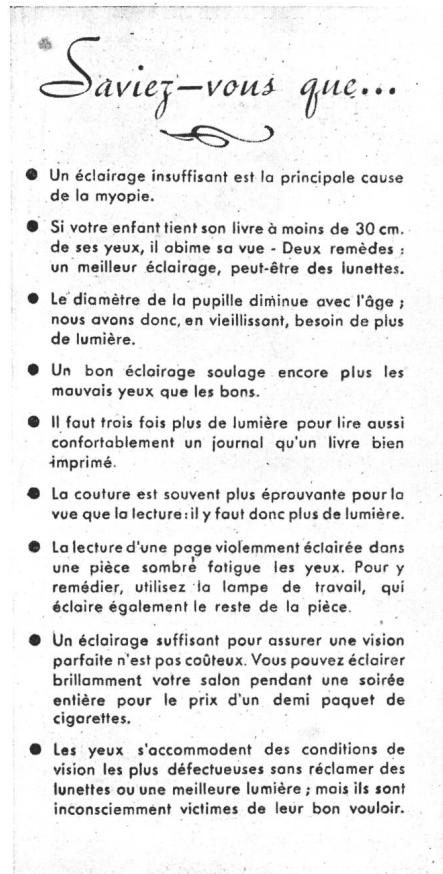 Saviez-vous que...
● Un éclairage insuffisant est la principale cause
de la myopie.
● Si votre enfant tient son livre à moins de 30 cm.
de ses yeux, il abime sa vue - Deux remèdes :
un meilleur éclairage, peut-être des lunettes.
● Le diamètre de la pupille diminue avec l'âge ;
nous avons donc, en vieillissant, besoin de plus
de lumière.
● Un bon éclairage soulage encore plus les
mauvais yeux que les bons.
● Il faut trois fois plus de lumière pour lire aussi
confortablement un journal qu'un livre bien
imprimé.
● La couture est souvent plus éprouvante pour la
vue que la lecture : il y faut donc plus de lumière.
● La lecture d'une page violemment éclairée dans
une pièce sombre fatigue les yeux. Pour y
remédier, utilisez la lampe de travail, qui
éclaire également le reste de la pièce.
● Un éclairage suffisant pour assurer une vision
parfaite n'est pas coûteux. Vous pouvez éclairer
brillamment votre salon pendant une soirée
entière pour le prix d'un demi paquet de
cigarettes.
● Les yeux s'accommodent des conditions de
vision les plus défectueuses sans réclamer des
lunettes ou une meilleure lumière ; mais ils sont
inconsciemment victimes de leur bon vouloir.